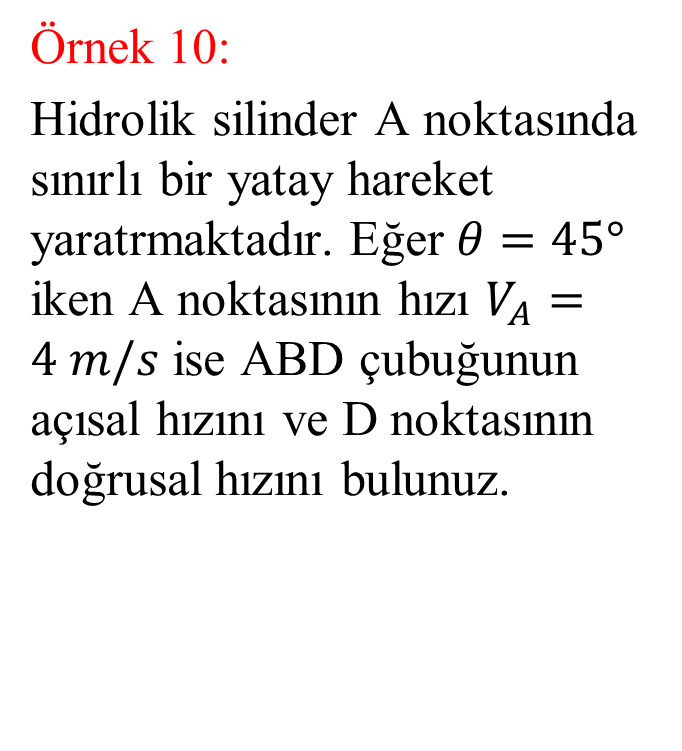 Örnek 10:
Hidrolik silinder A noktasında
sınırlı bir yatay hareket
yaratrmaktadır. Eğer θ = 45°
iken A noktasının hızı V_A =
4 m/s ise ABD çubuğunun
açısal hızını ve D noktasının
doğrusal hızını bulunuz.